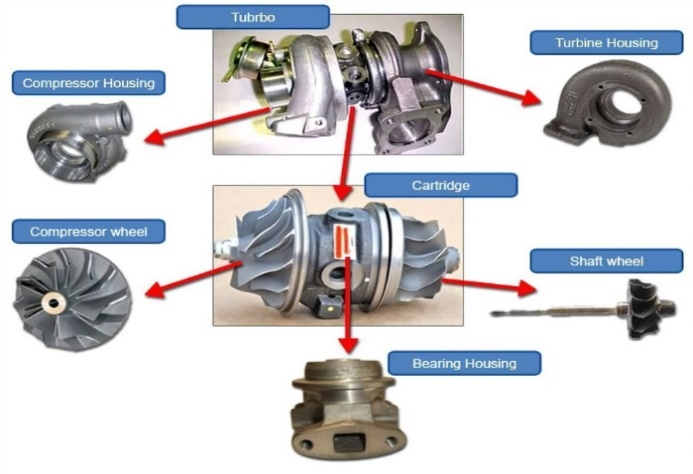 Tubrbo
Turbine Housing
Compressor Housing
Cartridge
Compressor wheel
Shaft wheel
Bearing Housing